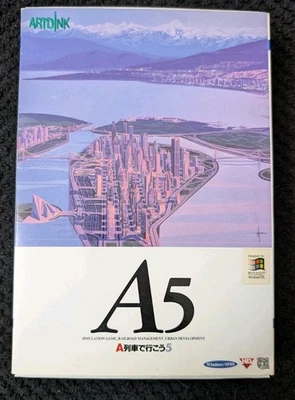 ARTDINK
A5
SIMULATION GAME, RAILROAD MANAGEMENT, URBAN DEVELOPMENT
A列車で行こう5